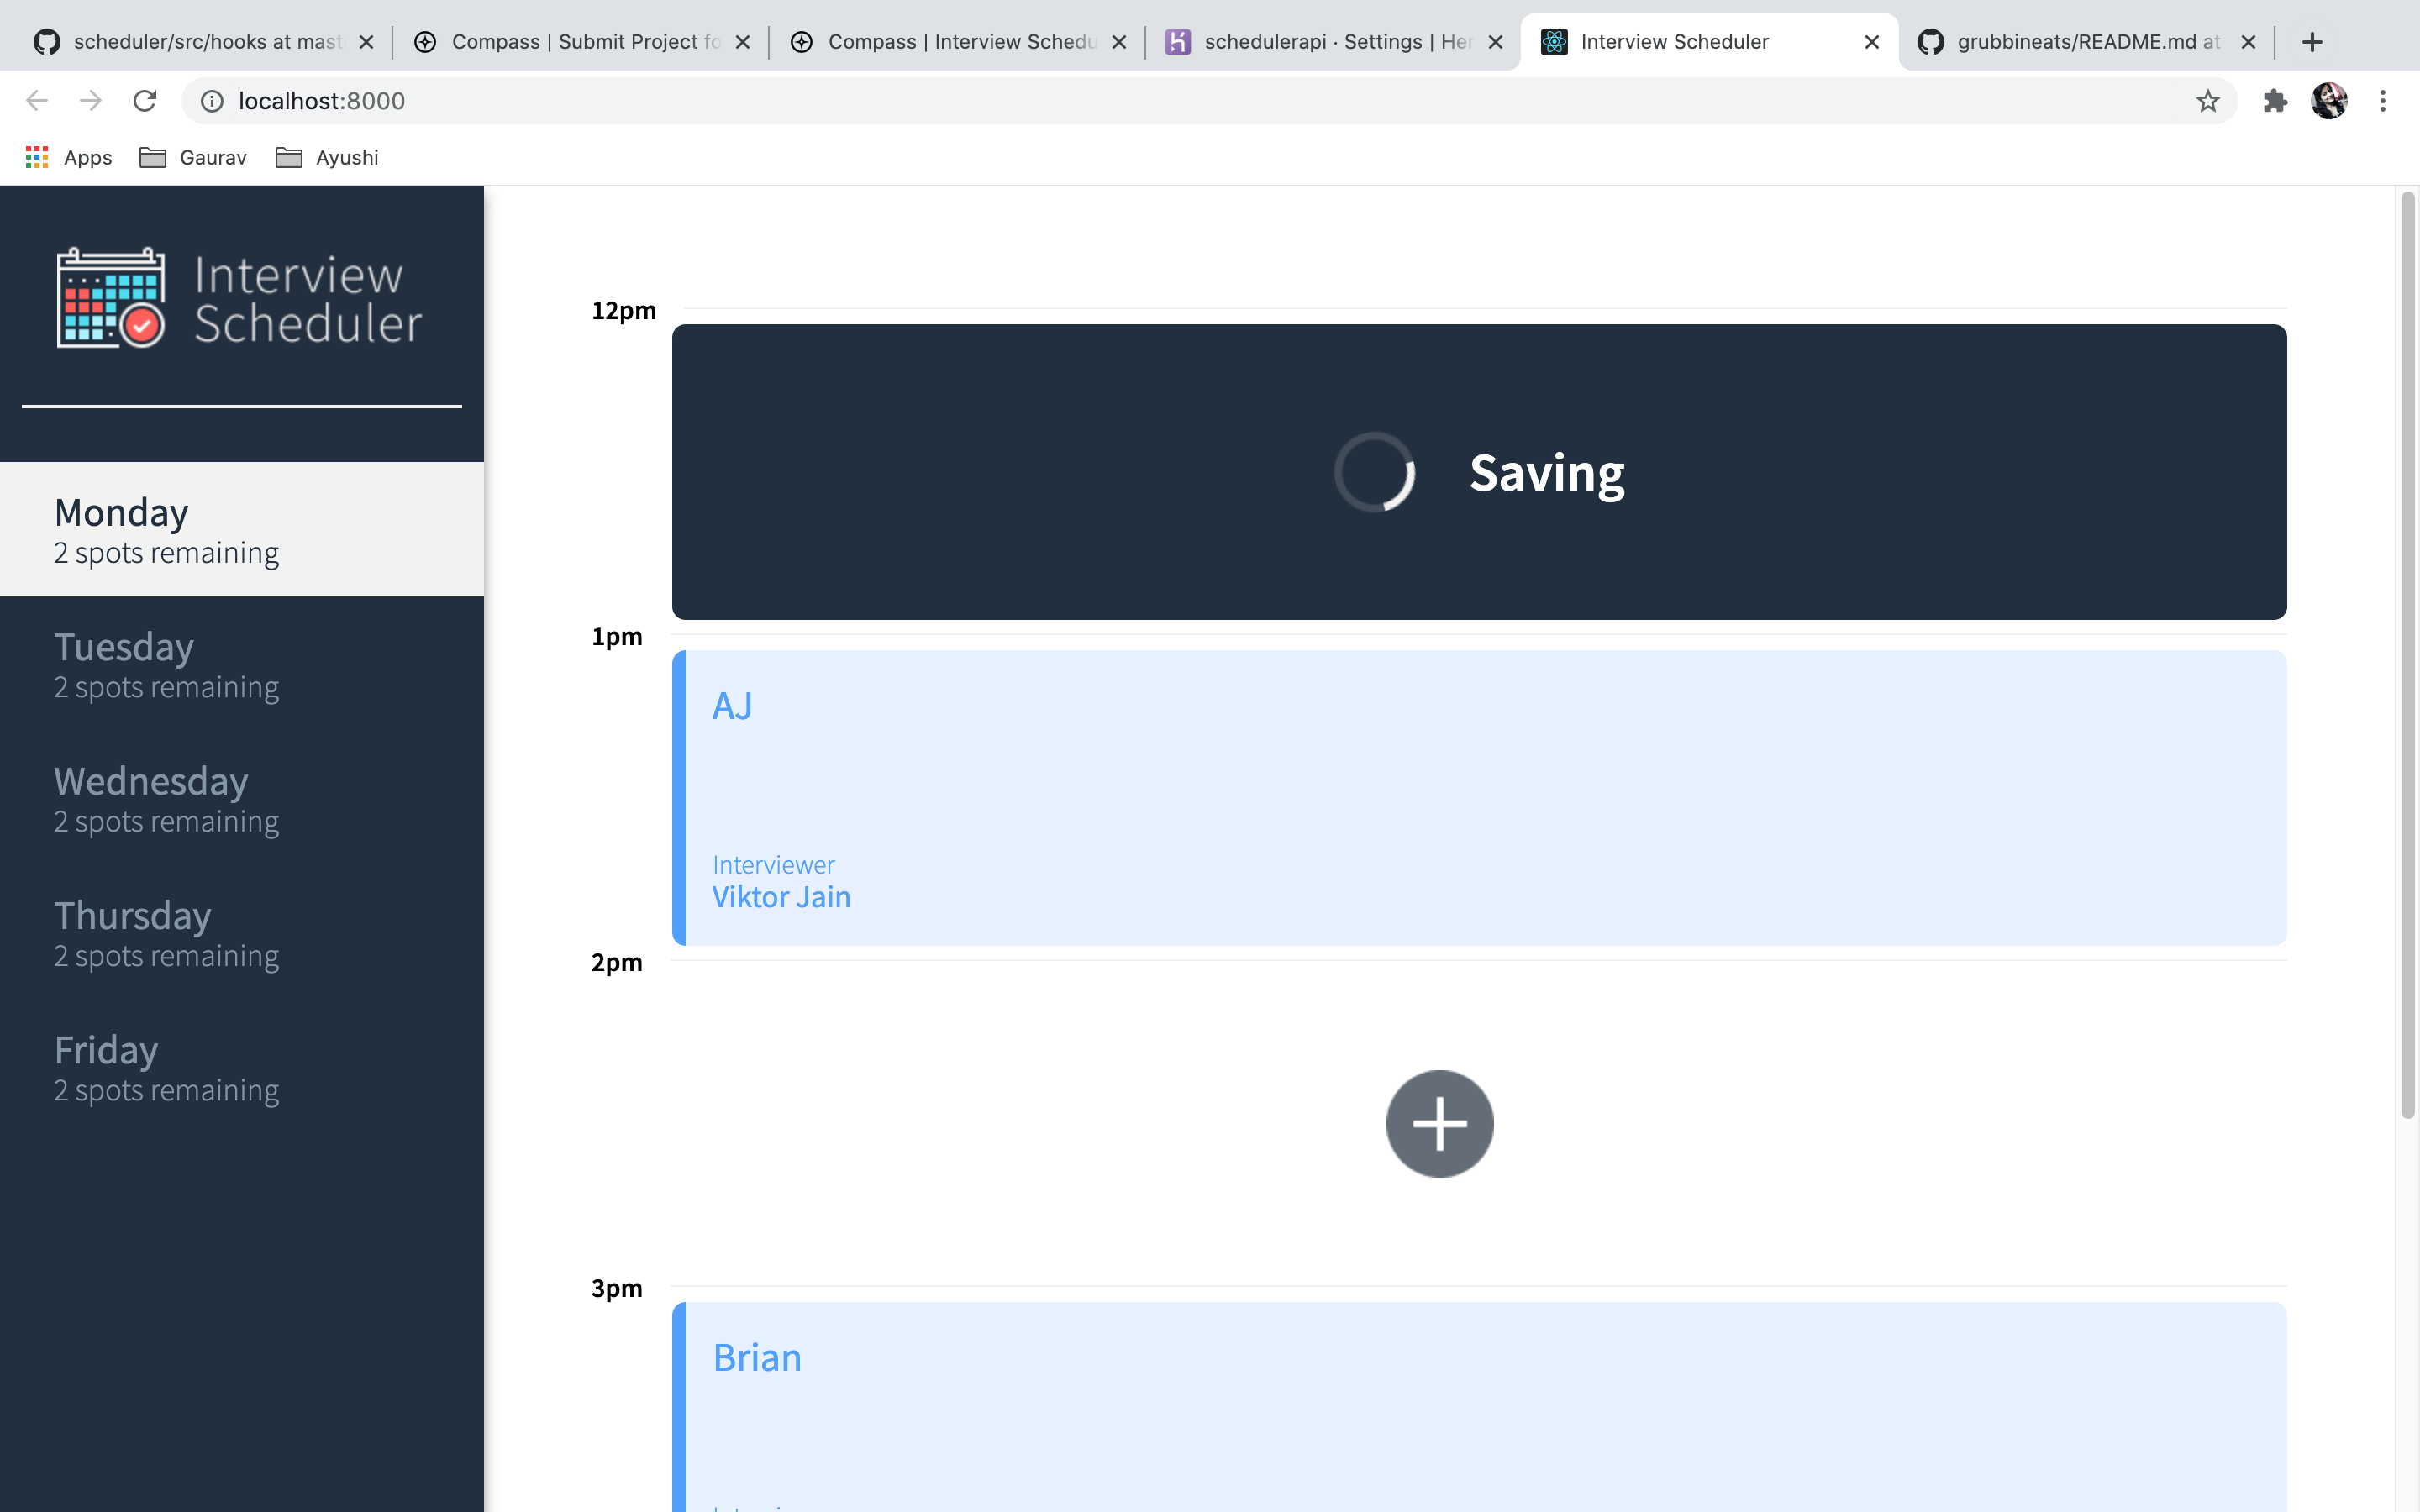 scheduler/src/hooks at mast
Compass | Submit Project fo
Compass | Interview Schedu
schedulerapi · Settings | Her
Interview Scheduler
grubbineats/README.md at
localhost:8000
Apps
Gaurav
Ayushi
Interview
Scheduler
Monday
2 spots remaining
Tuesday
2 spots remaining
Wednesday
2 spots remaining
Thursday
2 spots remaining
Friday
2 spots remaining
12pm
Saving
1pm
AJ
Interviewer
Viktor Jain
2pm
3pm
Brian